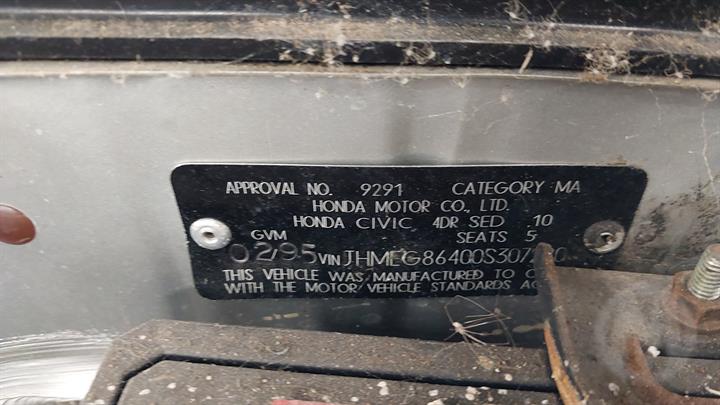 APPROVAL NO. 9291 CATEGORY MA
HONDA MOTOR CO., LTD.
HONDA CIVIC 4DR SED .10
GVM SEATS 5
02/95 VIN
THIS VEHICLE WAS MANUFACTURED TO
WITH THE MOTOR VEHICLE STANDARDS